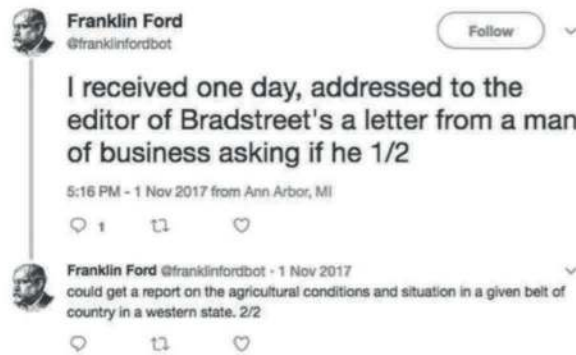 Franklin Ford
@franklinfordbot
Follow
I received one day, addressed to the
editor of Bradstreet's a letter from a man
of business asking if he 1/2
5:16 PM - 1 Nov 2017 from Ann Arbor, MI
1
Franklin Ford @franklinfordbot · 1 Nov 2017
could get a report on the agricultural conditions and situation in a given belt of
country in a western state. 2/2